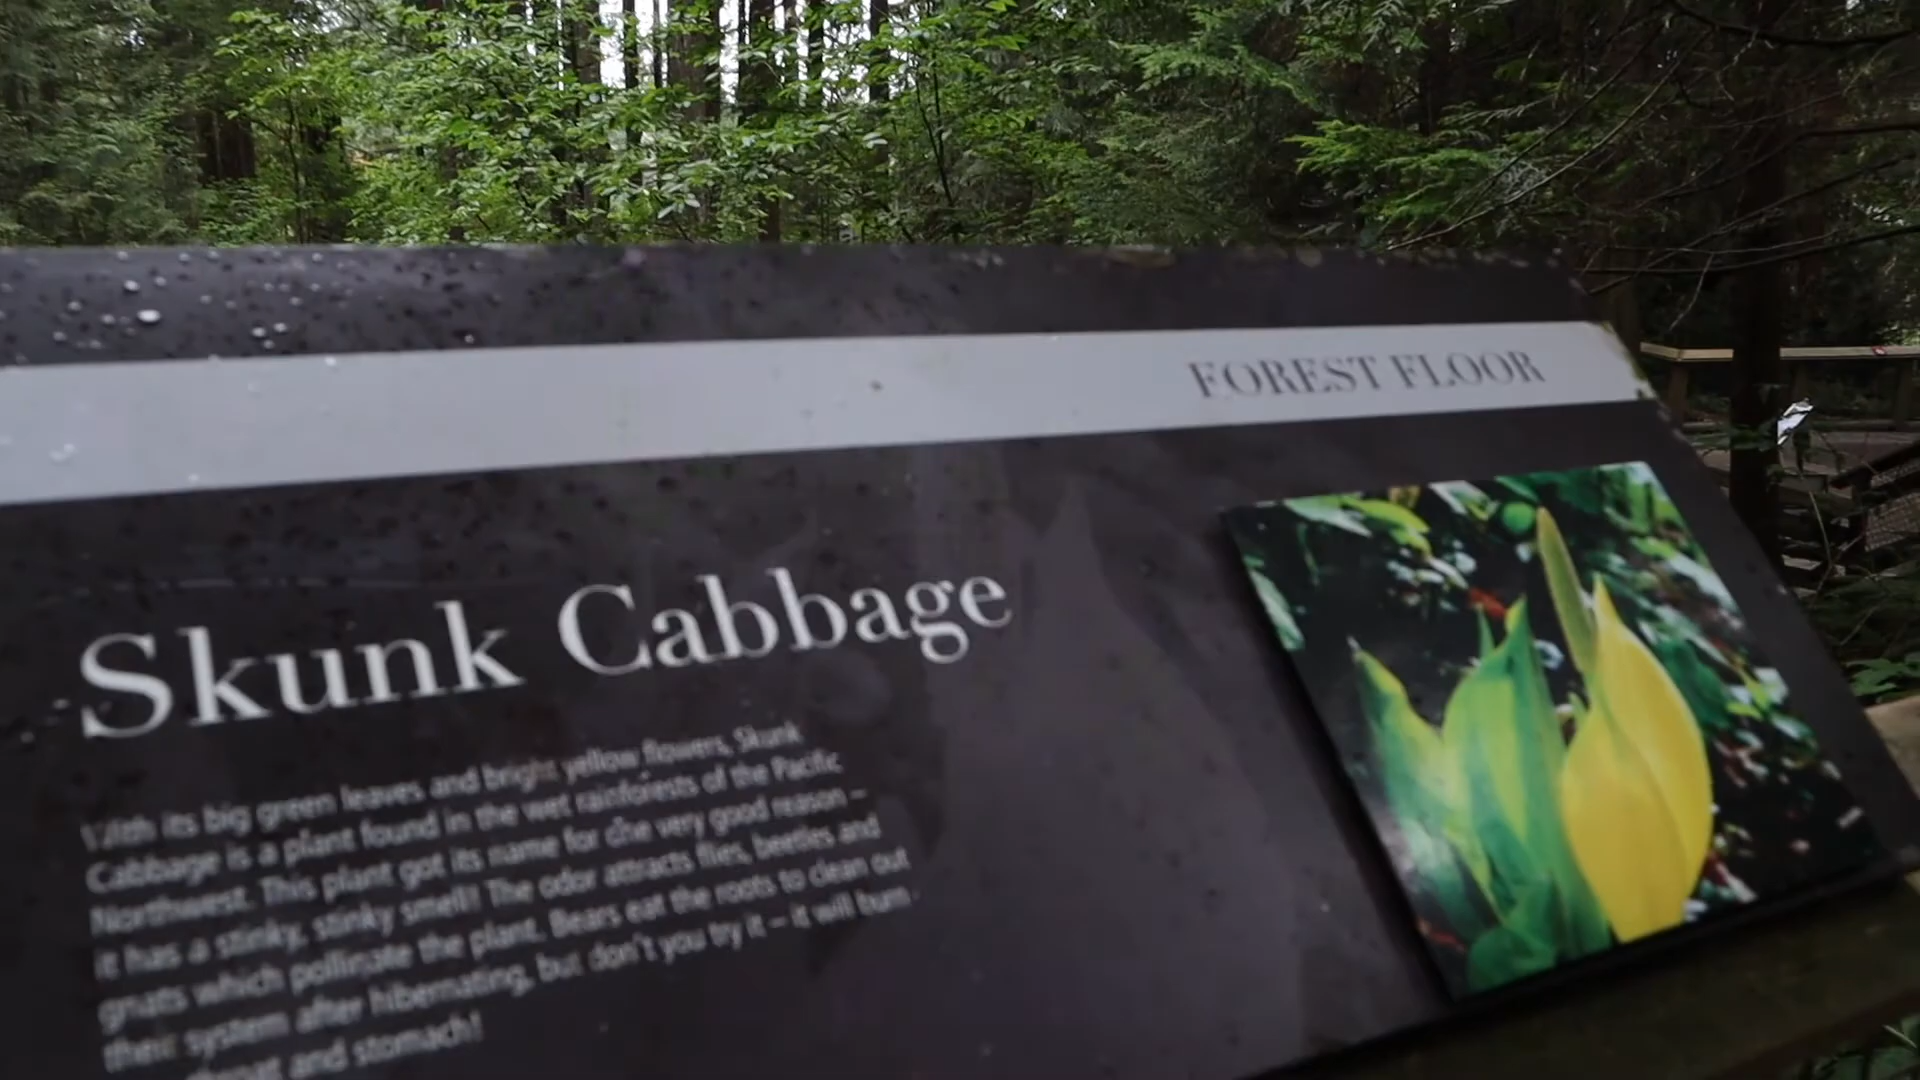 FOREST FLOOR
Skunk Cabbage
With its big green leaves and bright yellow flowers, Skunk
Cabbage is a plant found in the wet rainforests of the Pacific
Northwest. This plant got its name for one very good reason –
it has a stinky, stinky smell! The odor attracts flies, beetles and
gnats which pollinate the plant. Bears eat the roots to clean out
their system after hibernating, but don't you try it – it will burn
throat and stomach!